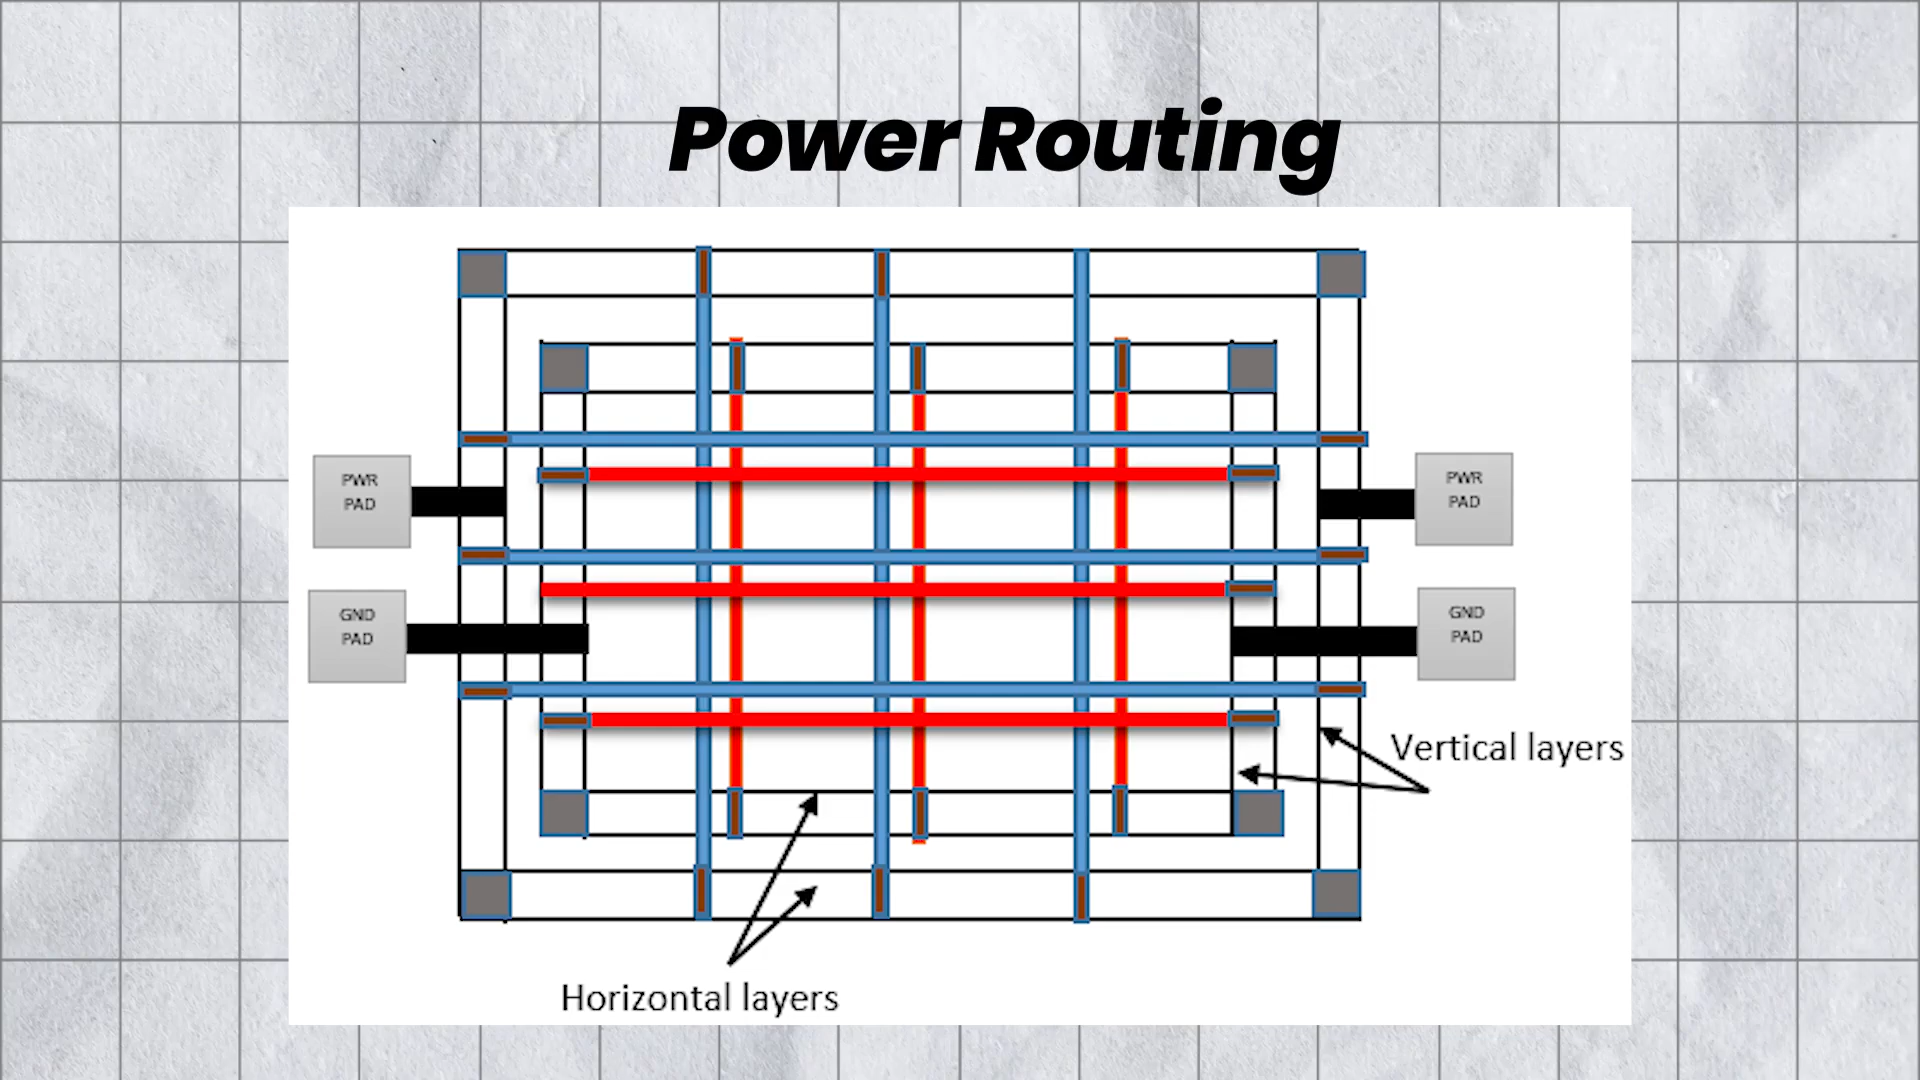 Power Routing
PWR
PAD
PWR
PAD
GND
PAD
GND
PAD
Vertical layers
Horizontal layers